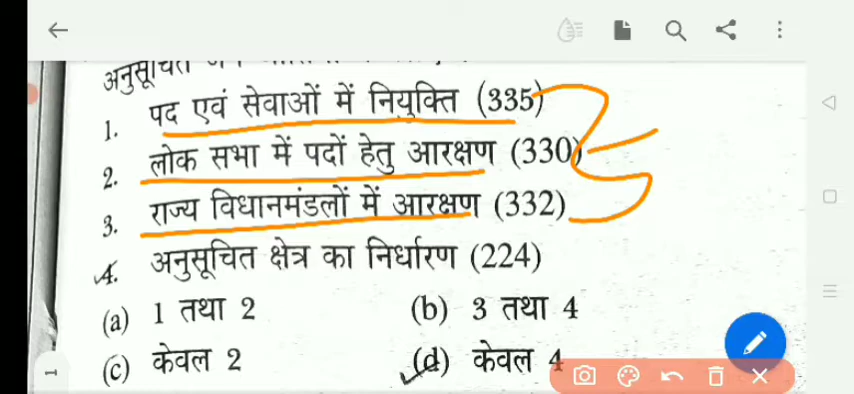 1. पद एवं सेवाओं में नियुक्ति (335)
2. लोक सभा में पदों हेतु आरक्षण (330)
3. राज्य विधानमंडलों में आरक्षण (332)
4. अनुसूचित क्षेत्र का निर्धारण (224)
(a) 1 तथा 2 (b) 3 तथा 4
(c) केवल 2 (d) केवल 4
1